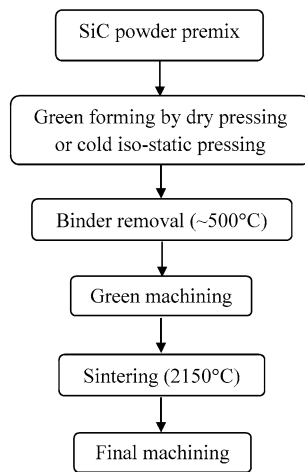 SiC powder premix
Green forming by dry pressing
or cold iso-static pressing
Binder removal (~500°C)
Green machining
Sintering (2150°C)
Final machining